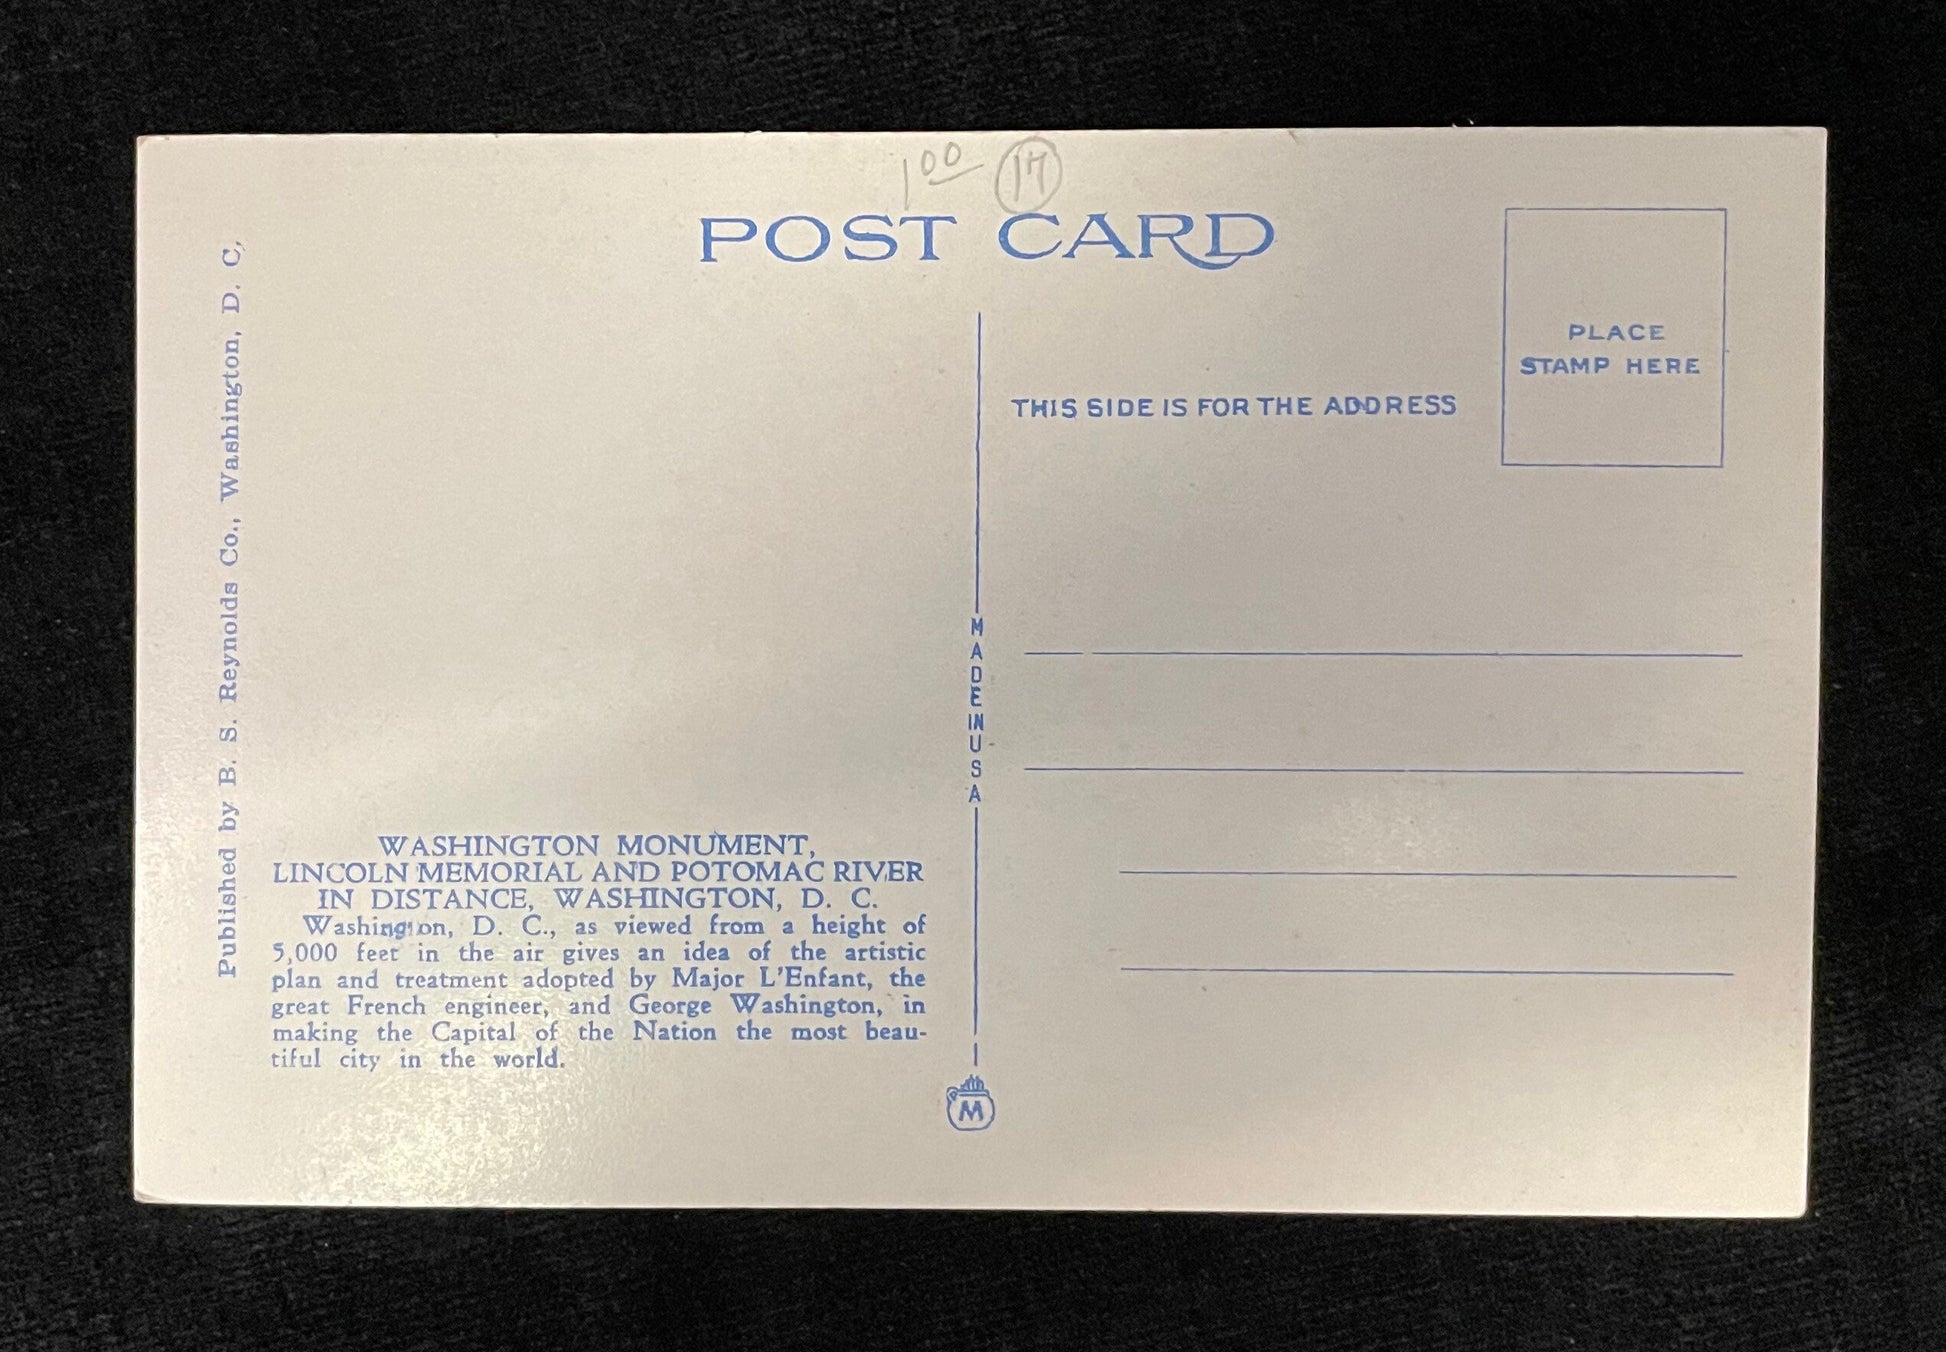 1 00 17
POST CARD
PLACE
STAMP HERE
THIS SIDE IS FOR THE ADDRESS
Published by B. S. Reynolds Co., Washington, D. C,
MADE IN USA
WASHINGTON MONUMENT,
LINCOLN MEMORIAL AND POTOMAC RIVER
IN DISTANCE, WASHINGTON, D. C.
Washington, D. C., as viewed from a height of
5,000 feet in the air gives an idea of the artistic
plan and treatment adopted by Major L'Enfant, the
great French engineer, and George Washington, in
making the Capital of the Nation the most beau-
tiful city in the world.
M